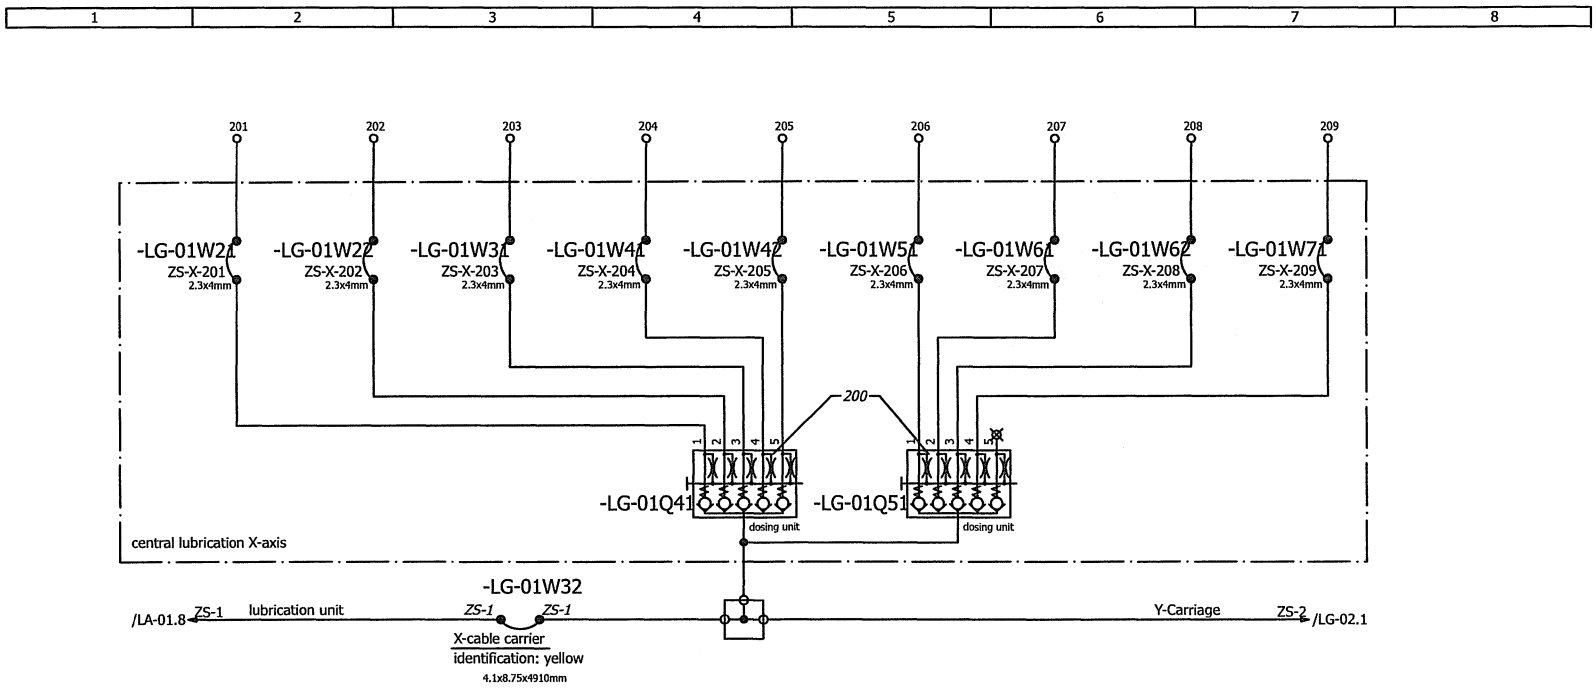 1 2 3 4 5 6 7 8
201 202 203 204 205 206 207 208 209
-LG-01W21 -LG-01W22 -LG-01W31 -LG-01W41 -LG-01W42 -LG-01W51 -LG-01W61 -LG-01W62 -LG-01W71
ZS-X-201 ZS-X-202 ZS-X-203 ZS-X-204 ZS-X-205 ZS-X-206 ZS-X-207 ZS-X-208 ZS-X-209
2.3x4mm 2.3x4mm 2.3x4mm 2.3x4mm 2.3x4mm 2.3x4mm 2.3x4mm 2.3x4mm 2.3x4mm
200
1 2 3 4 5 1 2 3 4 5
-LG-01Q41 -LG-01Q51
dosing unit dosing unit
central lubrication X-axis
-LG-01W32
/LA-01.8 ZS-1 lubrication unit ZS-1 ZS-1 Y-Carriage ZS-2 /LG-02.1
X-cable carrier
identification: yellow
4.1x8.75x4910mm